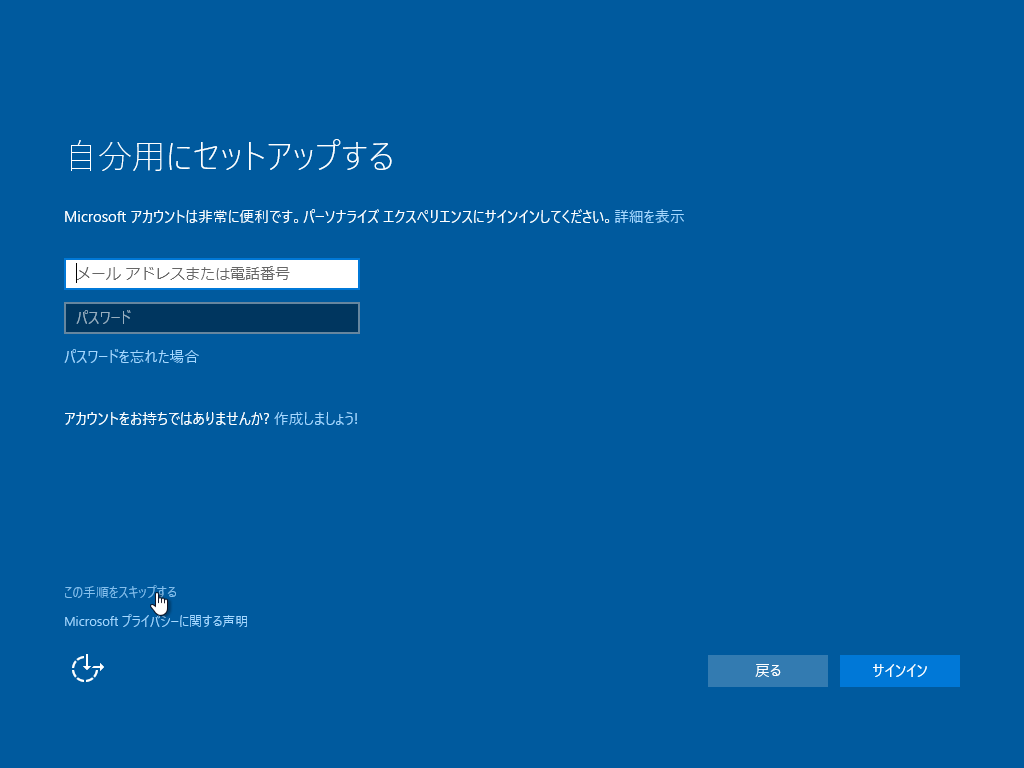 自分用にセットアップする
Microsoft アカウントは非常に便利です。パーソナライズ エクスペリエンスにサインインしてください。詳細を表示
メール アドレスまたは電話番号
パスワード
パスワードを忘れた場合
アカウントをお持ちではありませんか? 作成しましょう!
この手順をスキップする
Microsoft プライバシーに関する声明
戻る
サインイン